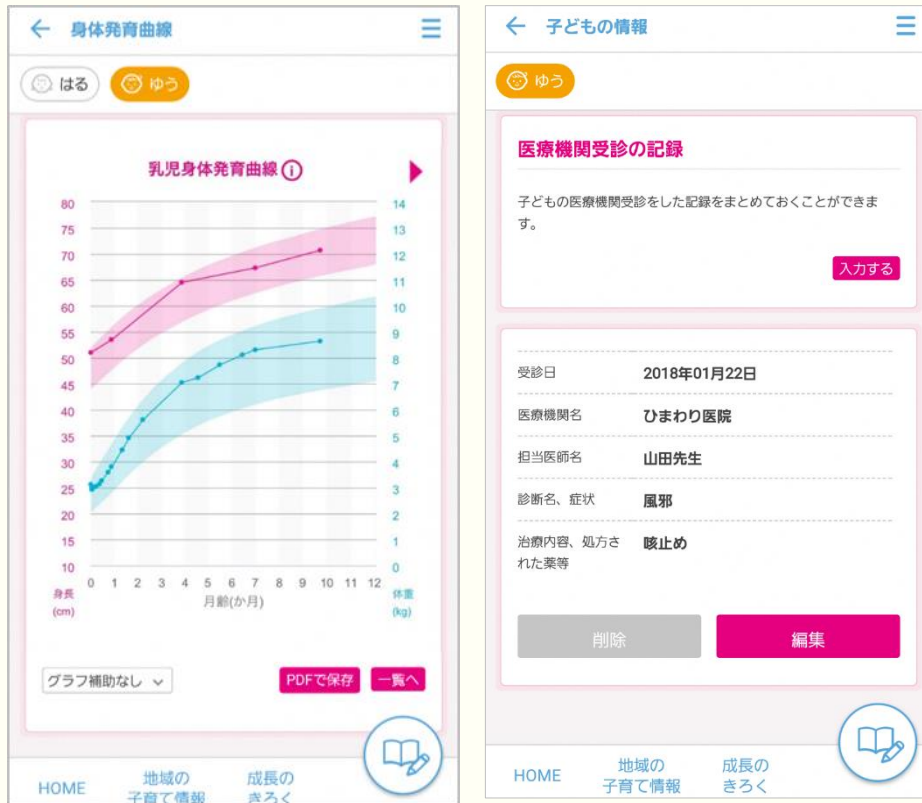 身体発育曲線
はる
ゆう
乳児身体発育曲線 i
80
75
70
65
60
55
50
45
40
35
30
25
20
15
10
身長
(cm)
14
13
12
11
10
9
8
7
6
5
4
3
2
1
0
体重
(kg)
0 1 2 3 4 5 6 7 8 9 10 11 12
月齢(か月)
グラフ補助なし
PDFで保存
一覧へ
HOME
地域の
子育て情報
成長の
きろく
子どもの情報
ゆう
医療機関受診の記録
子どもの医療機関受診をした記録をまとめておくことができま
す。
入力する
受診日 2018年01月22日
医療機関名 ひまわり医院
担当医師名 山田先生
診断名、症状 風邪
治療内容、処方さ 咳止め
れた薬等
削除
編集
HOME
地域の
子育て情報
成長の
きろく